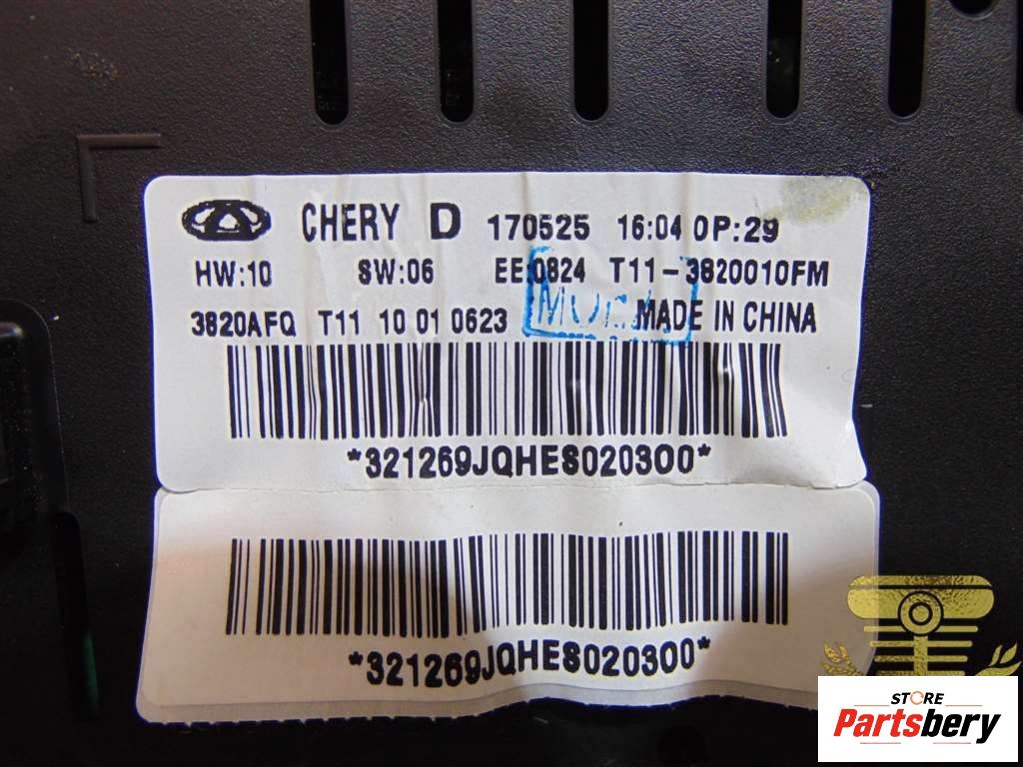 CHERY D 170525 16:04 OP:29
HW:10 SW:06 EE:0824 T11-3820010FM
3820AFQ T11 10 01 0623 MADE IN CHINA
*321269JQHES020300*
*321269JQHES020300*
STORE
Partsbery